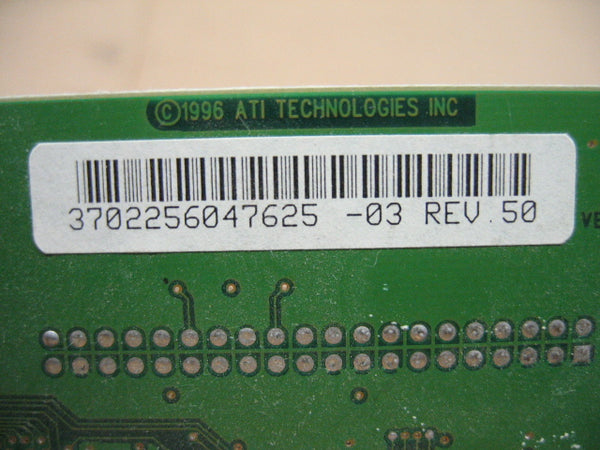 ©1996 ATI TECHNOLOGIES INC
3702256047625 -03 REV.50